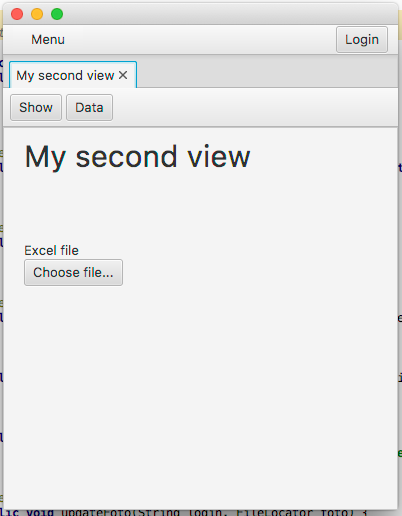 Menu
Login
My second view ✕
Show
Data
My second view
Excel file
Choose file...
lic void updateFoto(String login, FileLocator foto) {